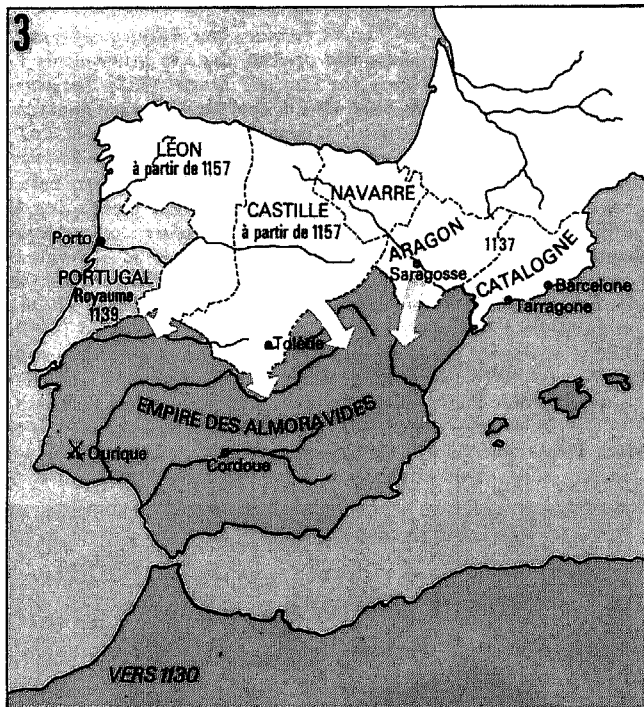 3
LÉON
à partir de 1157
NAVARRE
CASTILLE
à partir de 1157
Porto
ARAGON
1137
Saragosse
CATALOGNE
PORTUGAL
Royaume
1139
Barcelone
Tarragone
Tolède
EMPIRE DES ALMORAVIDES
Ourique
Cordoue
VERS 1130